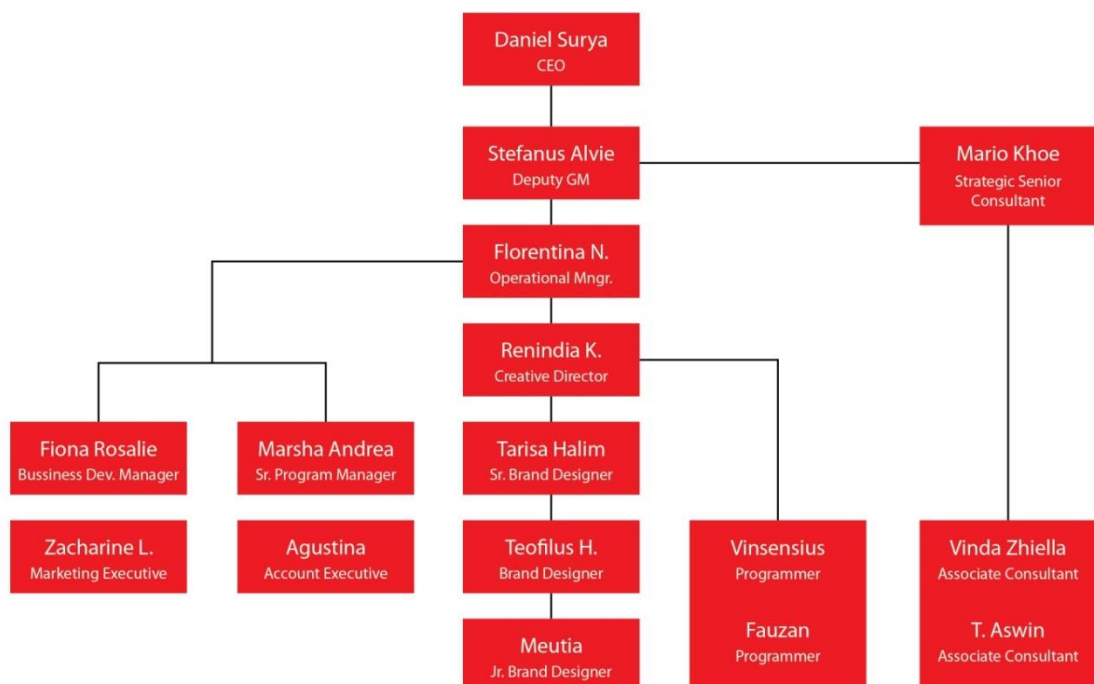 Daniel Surya
CEO
Stefanus Alvie
Deputy GM
Mario Khoe
Strategic Senior
Consultant
Florentina N.
Operational Mngr.
Renindia K.
Creative Director
Fiona Rosalie
Bussiness Dev. Manager
Marsha Andrea
Sr. Program Manager
Tarisa Halim
Sr. Brand Designer
Zacharine L.
Marketing Executive
Agustina
Account Executive
Teofilus H.
Brand Designer
Vinsensius
Programmer
Vinda Zhiella
Associate Consultant
Meutia
Jr. Brand Designer
Fauzan
Programmer
T. Aswin
Associate Consultant